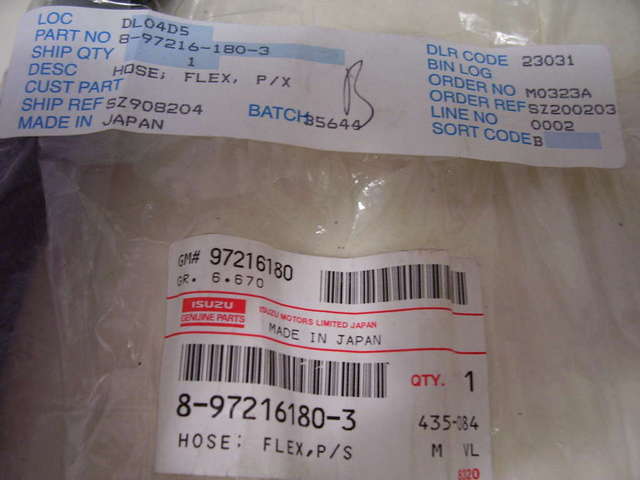 LOC DL04D5
PART NO 8-97216-180-3
SHIP QTY 1
DESC HOSE; FLEX, P/X
CUST PART
SHIP REF SZ908204 BATCH 35644
MADE IN JAPAN
B
DLR CODE 23031
BIN LOG
ORDER NO M0323A
ORDER REF SZ200203
LINE NO 0002
SORT CODE B
GM# 97216180
GR. 6.670
ISUZU
GENUINE PARTS
ISUZU MOTORS LIMITED JAPAN
MADE IN JAPAN
QTY. 1
8-97216180-3
435-084
HOSE; FLEX,P/S
M VL
8320